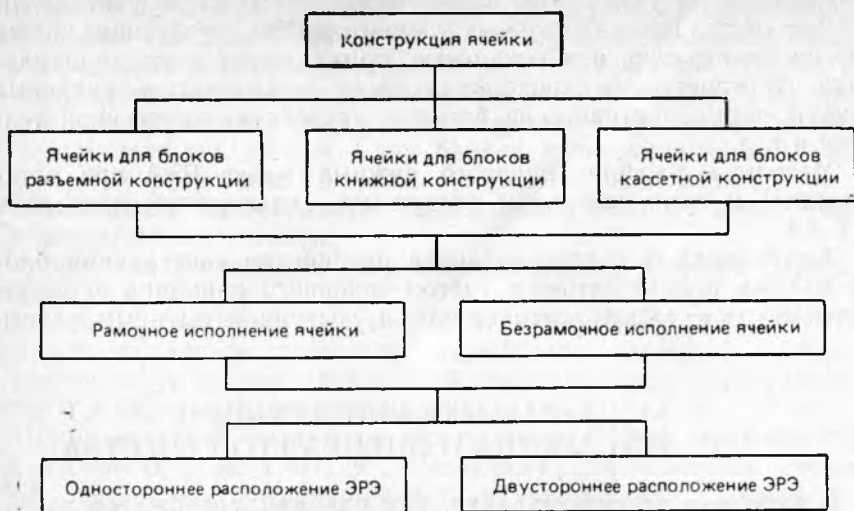 Конструкция ячейки
Ячейки для блоков
разъемной конструкции
Ячейки для блоков
книжной конструкции
Ячейки для блоков
кассетной конструкции
Рамочное исполнение ячейки
Безрамочное исполнение ячейки
Одностороннее расположение ЭРЭ
Двустороннее расположение ЭРЭ